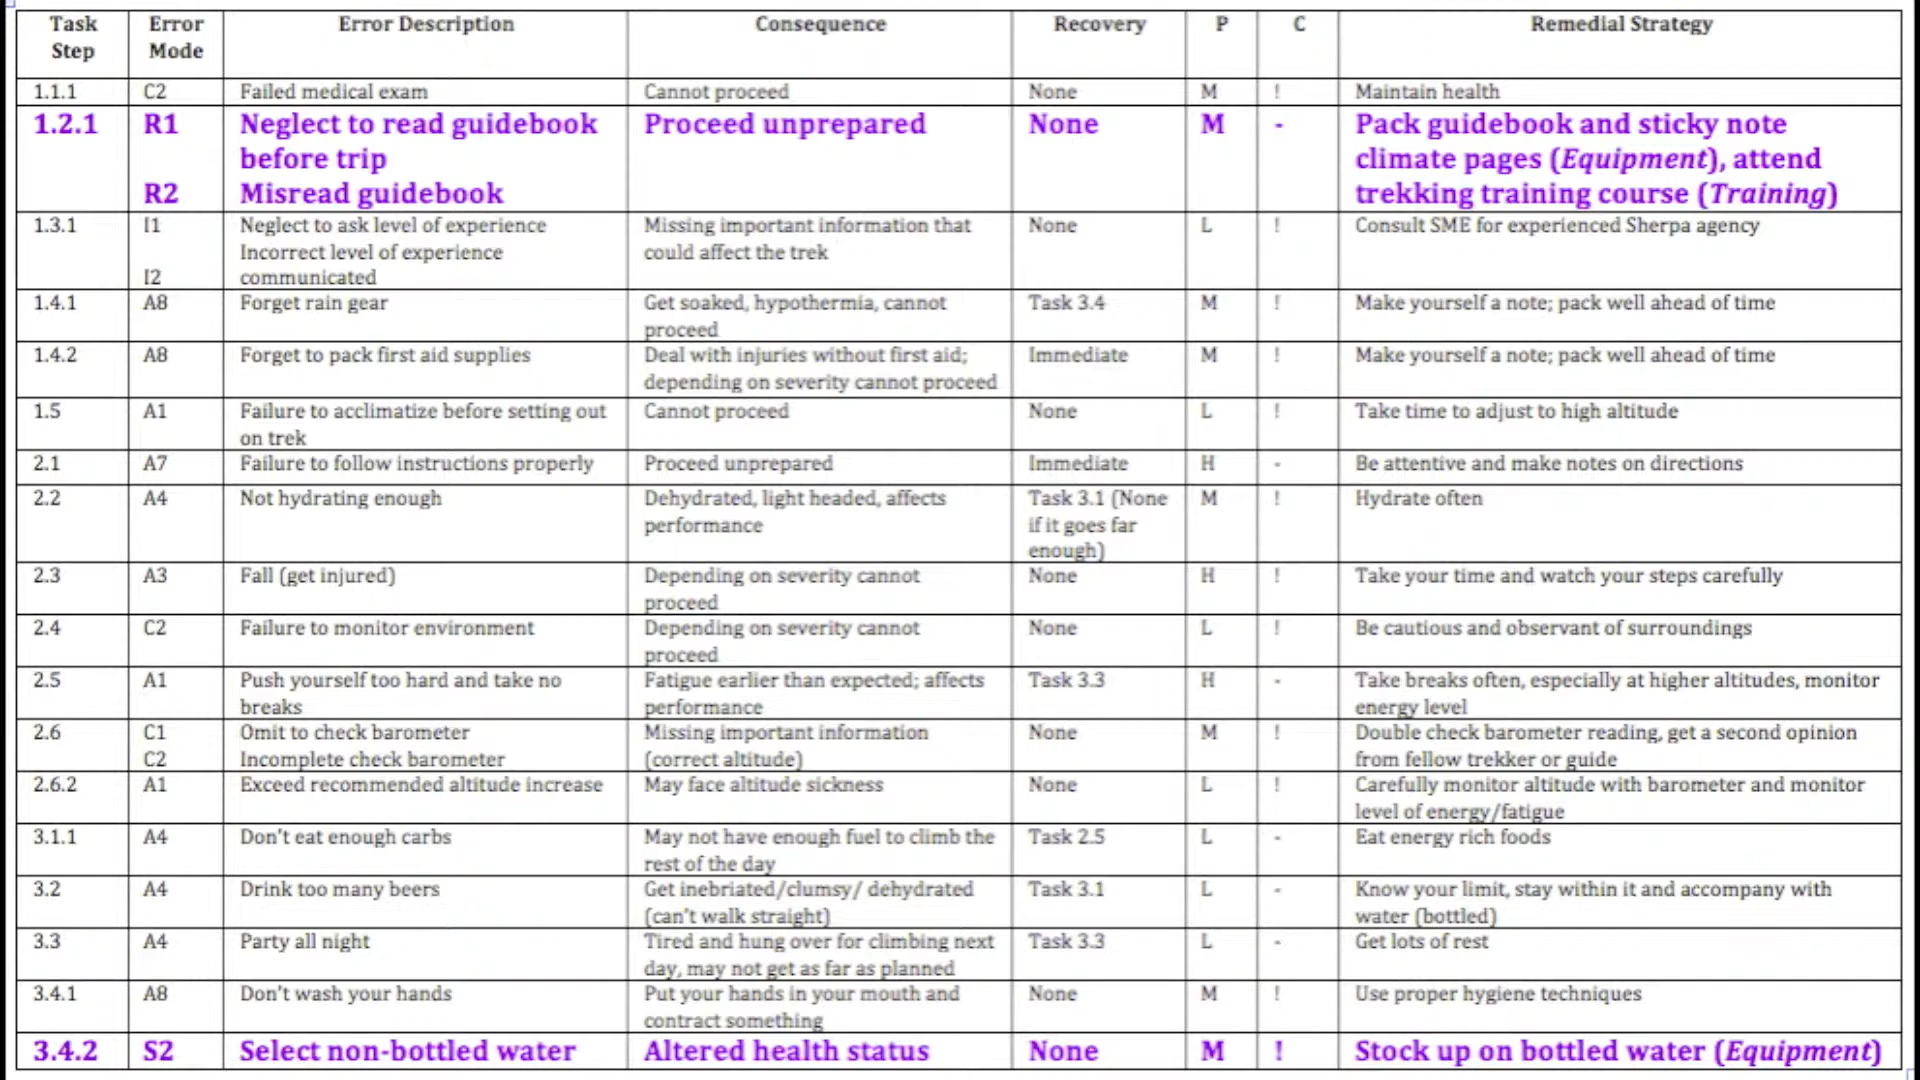 Task Step Error Mode Error Description Consequence Recovery P C Remedial Strategy
1.1.1 C2 Failed medical exam Cannot proceed None M ! Maintain health
1.2.1 R1 Neglect to read guidebook Proceed unprepared None M - Pack guidebook and sticky note
before trip climate pages (Equipment), attend
R2 Misread guidebook trekking training course (Training)
1.3.1 I1 Neglect to ask level of experience Missing important information that None L ! Consult SME for experienced Sherpa agency
Incorrect level of experience could affect the trek
I2 communicated
1.4.1 A8 Forget rain gear Get soaked, hypothermia, cannot Task 3.4 M ! Make yourself a note; pack well ahead of time
proceed
1.4.2 A8 Forget to pack first aid supplies Deal with injuries without first aid; Immediate M ! Make yourself a note; pack well ahead of time
depending on severity cannot proceed
1.5 A1 Failure to acclimatize before setting out Cannot proceed None L ! Take time to adjust to high altitude
on trek
2.1 A7 Failure to follow instructions properly Proceed unprepared Immediate H - Be attentive and make notes on directions
2.2 A4 Not hydrating enough Dehydrated, light headed, affects Task 3.1 (None M ! Hydrate often
performance if it goes far
enough)
2.3 A3 Fall (get injured) Depending on severity cannot None H ! Take your time and watch your steps carefully
proceed
2.4 C2 Failure to monitor environment Depending on severity cannot None L ! Be cautious and observant of surroundings
proceed
2.5 A1 Push yourself too hard and take no Fatigue earlier than expected; affects Task 3.3 H - Take breaks often, especially at higher altitudes, monitor
breaks performance energy level
2.6 C1 Omit to check barometer Missing important information None M ! Double check barometer reading, get a second opinion
C2 Incomplete check barometer (correct altitude) from fellow trekker or guide
2.6.2 A1 Exceed recommended altitude increase May face altitude sickness None L ! Carefully monitor altitude with barometer and monitor
level of energy/fatigue
3.1.1 A4 Don't eat enough carbs May not have enough fuel to climb the Task 2.5 L - Eat energy rich foods
rest of the day
3.2 A4 Drink too many beers Get inebriated/clumsy/ dehydrated Task 3.1 L - Know your limit, stay within it and accompany with
(can't walk straight) water (bottled)
3.3 A4 Party all night Tired and hung over for climbing next Task 3.3 L - Get lots of rest
day, may not get as far as planned
3.4.1 A8 Don't wash your hands Put your hands in your mouth and None M ! Use proper hygiene techniques
contract something
3.4.2 S2 Select non-bottled water Altered health status None M ! Stock up on bottled water (Equipment)